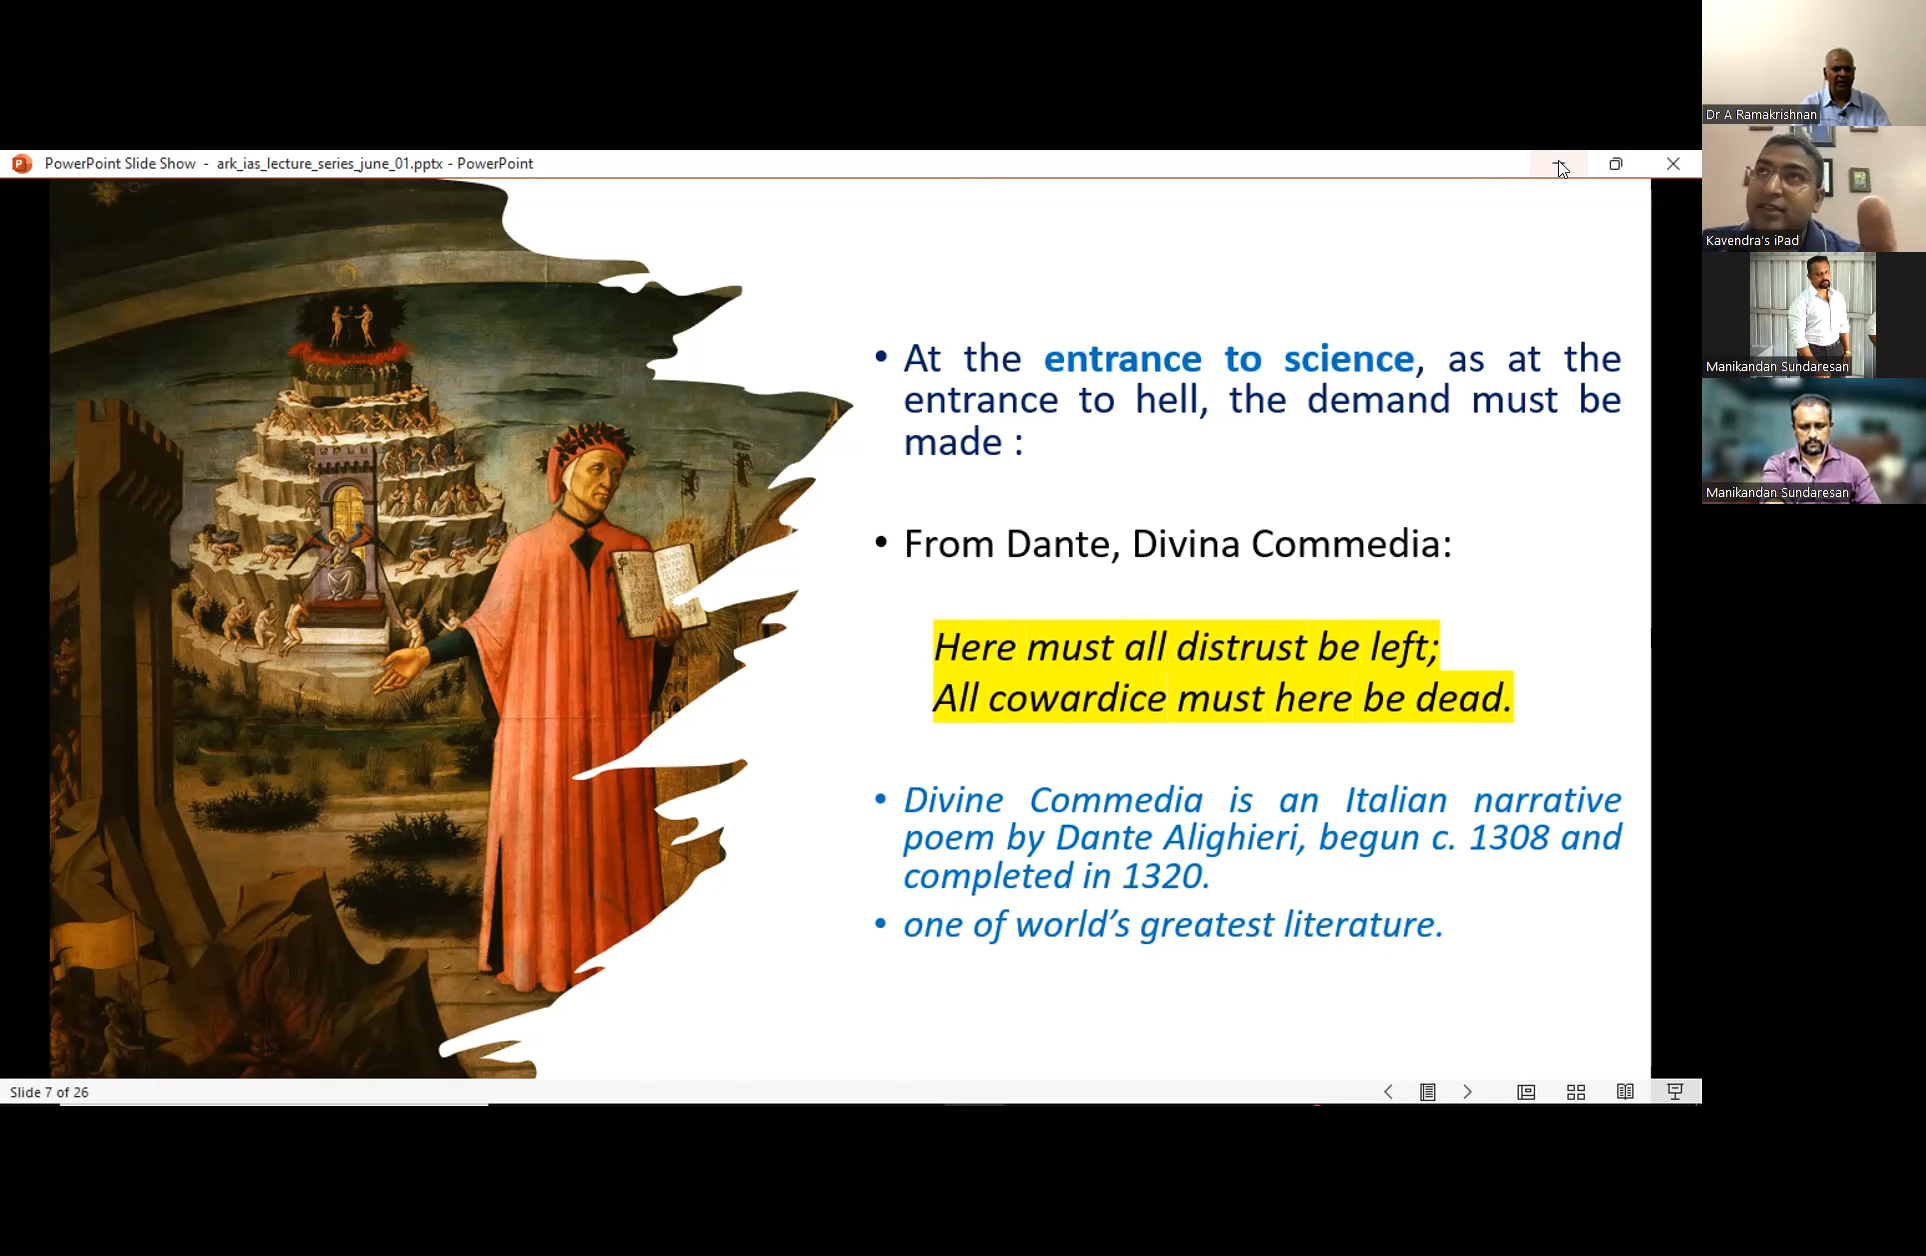 PowerPoint Slide Show - ark_ias_lecture_series_june_01.pptx - PowerPoint
• At the entrance to science, as at the
entrance to hell, the demand must be
made :
• From Dante, Divina Commedia:
Here must all distrust be left;
All cowardice must here be dead.
• Divine Commedia is an Italian narrative
poem by Dante Alighieri, begun c. 1308 and
completed in 1320.
• one of world's greatest literature.
Slide 7 of 26
Dr A Ramakrishnan
Kavendra's iPad
Manikandan Sundaresan
Manikandan Sundaresan